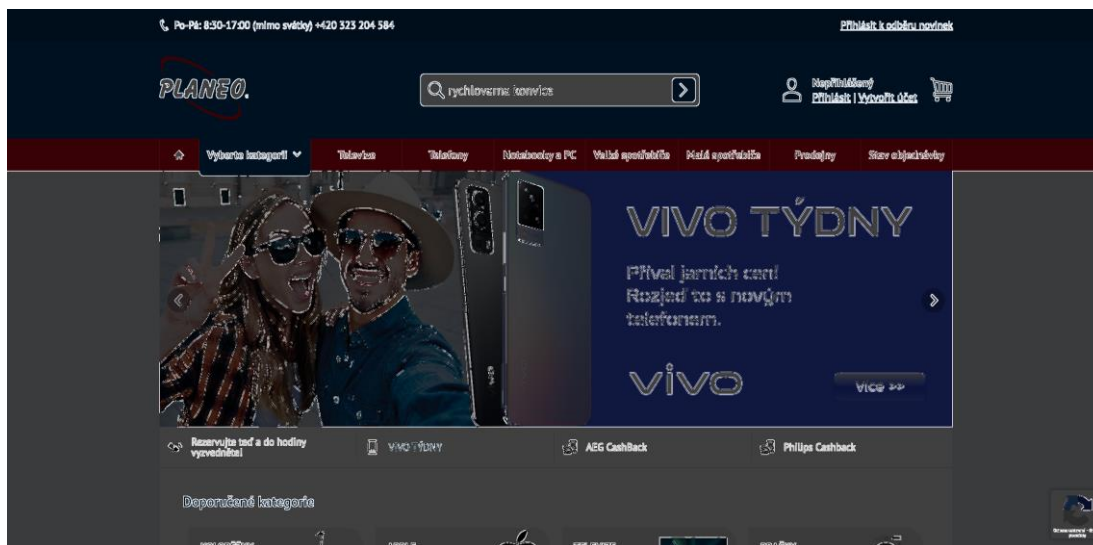 Po-Pá: 8:30-17:00 (mimo svátky) +420 323 204 584
Přihlásit k odběru novinek
PLANEO.
rychlovarna konvice
Nepřihlášený
Přihlásit | Vytvořit účet
Vyberte kategorii
Televize
Telefony
Notebooky a PC
Velké spotřebiče
Malé spotřebiče
Prodejny
Stav objednávky
VIVO TÝDNY
Příval jarních cen!
Rozjeď to s novým
telefonem.
vivo
Více >>
Rezervujte teď a do hodiny
vyzvedněte!
VIVO TÝDNY
AEG CashBack
Philips Cashback
Doporučené kategorie